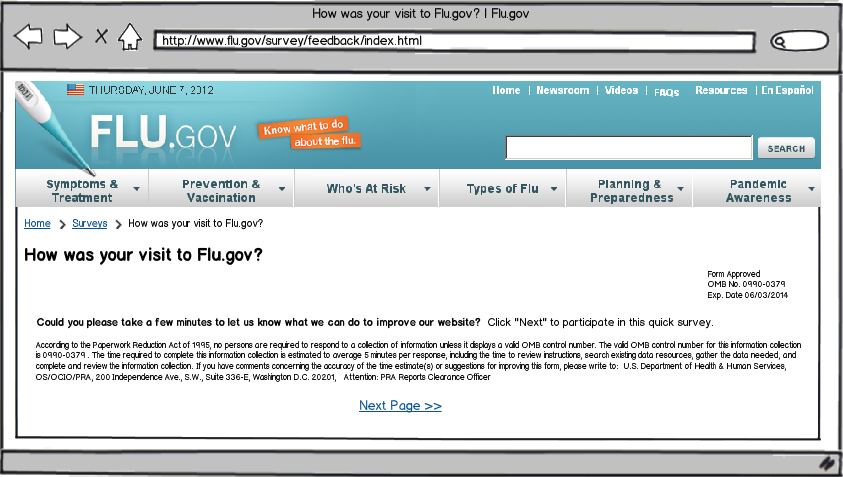 How was your visit to Flu.gov? | Flu.gov
http://www.flu.gov/survey/feedback/index.html
THURSDAY, JUNE 7, 2012
Home | Newsroom | Videos | FAQs Resources | En Español
FLU.GOV
Know what to do
about the flu.
SEARCH
Symptoms &
Treatment
Prevention &
Vaccination
Who's At Risk
Types of Flu
Planning &
Preparedness
Pandemic
Awareness
Home > Surveys > How was your visit to Flu.gov?
How was your visit to Flu.gov?
Form Approved
OMB No. 0990-0379
Exp. Date 06/03/2014
Could you please take a few minutes to let us know what we can do to improve our website? Click "Next" to participate in this quick survey.
According to the Paperwork Reduction Act of 1995, no persons are required to respond to a collection of information unless it displays a valid OMB control number. The valid OMB control number for this information collection
is 0990-0379 . The time required to complete this information collection is estimated to average 5 minutes per response, including the time to review instructions, search existing data resources, gather the data needed, and
complete and review the information collection. If you have comments concerning the accuracy of the time estimate(s) or suggestions for improving this form, please write to: U.S. Department of Health & Human Services,
OS/OCIO/PRA, 200 Independence Ave., S.W., Suite 336-E, Washington D.C. 20201, Attention: PRA Reports Clearance Officer
Next Page >>